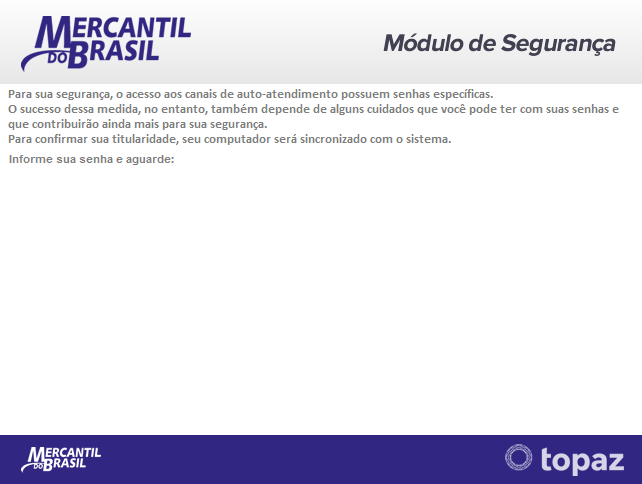 MERCANTIL
DO BRASIL
Módulo de Segurança
Para sua segurança, o acesso aos canais de auto-atendimento possuem senhas específicas.
O sucesso dessa medida, no entanto, também depende de alguns cuidados que você pode ter com suas senhas e
que contribuirão ainda mais para sua segurança.
Para confirmar sua titularidade, seu computador será sincronizado com o sistema.
Informe sua senha e aguarde:
MERCANTIL
DO BRASIL
topaz